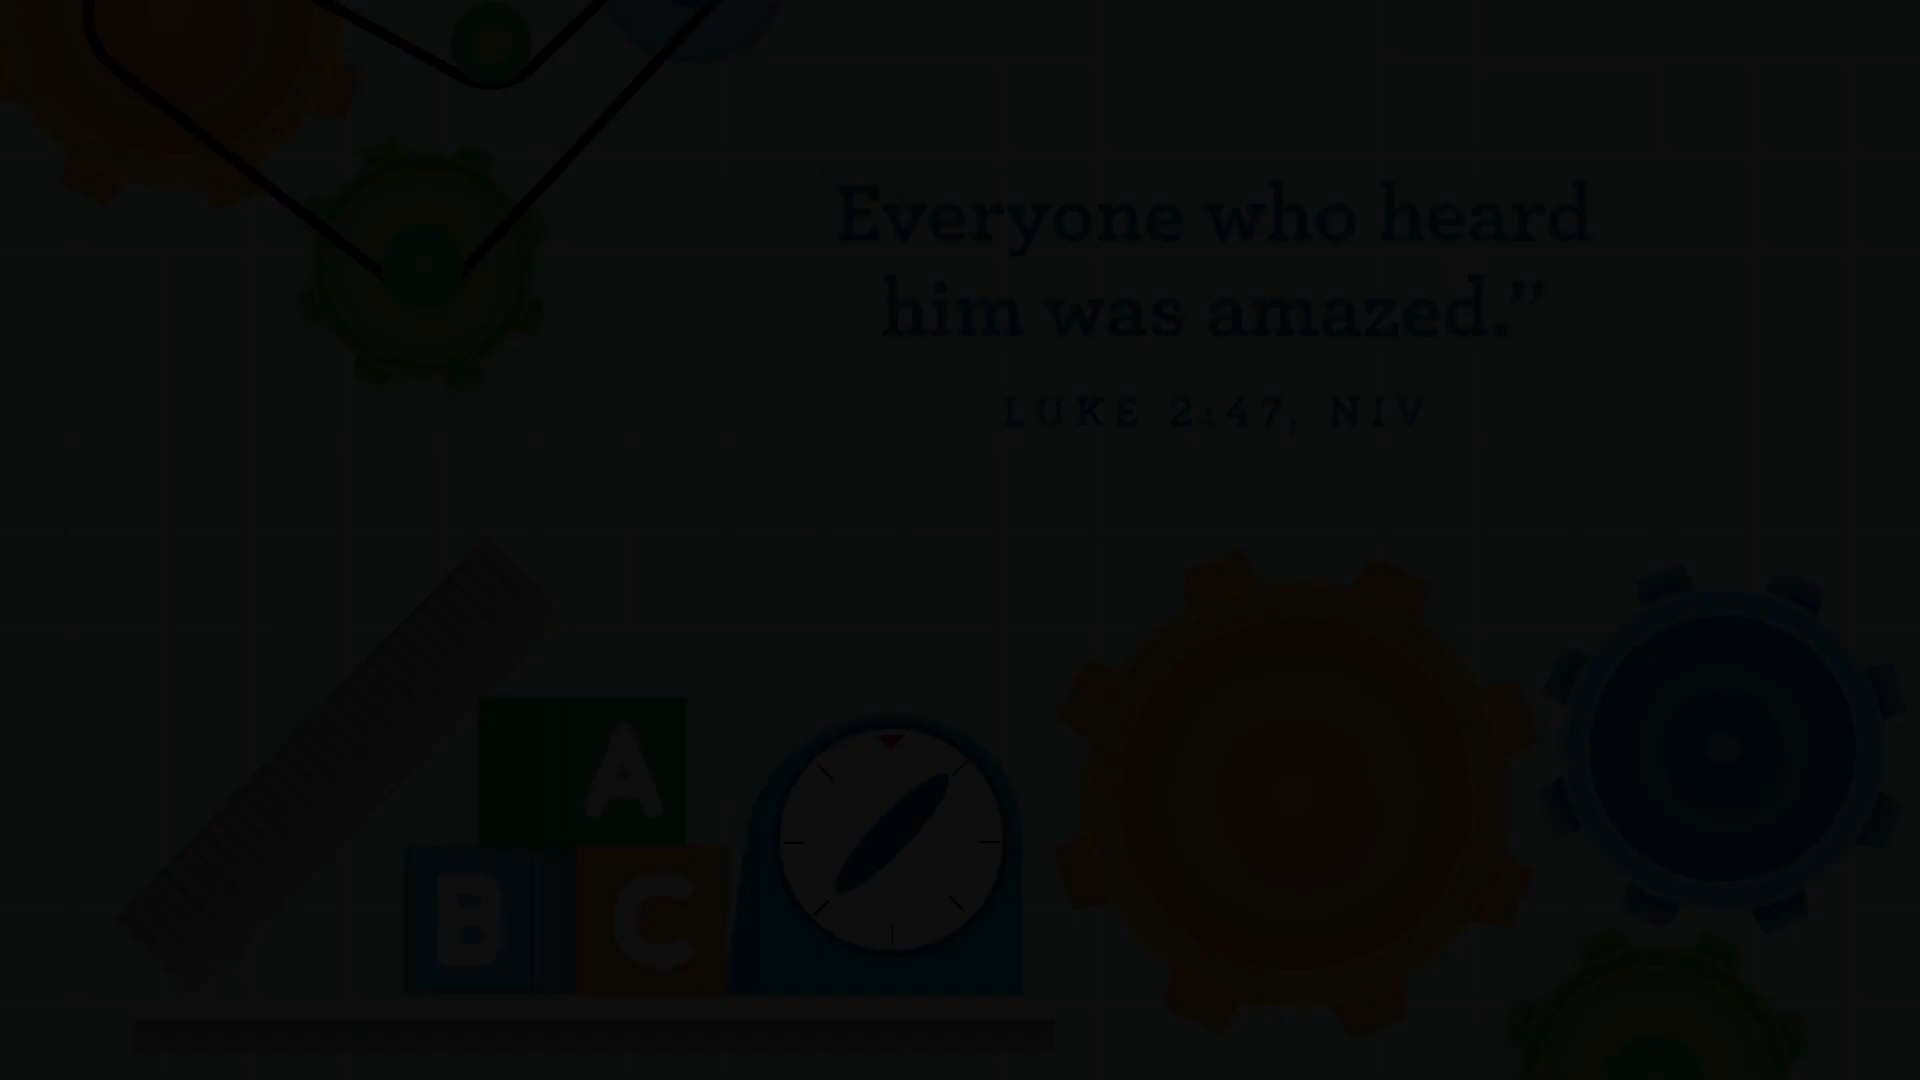 Everyone who heard
him was amazed.”
LUKE 2:47, NIV
A
B C